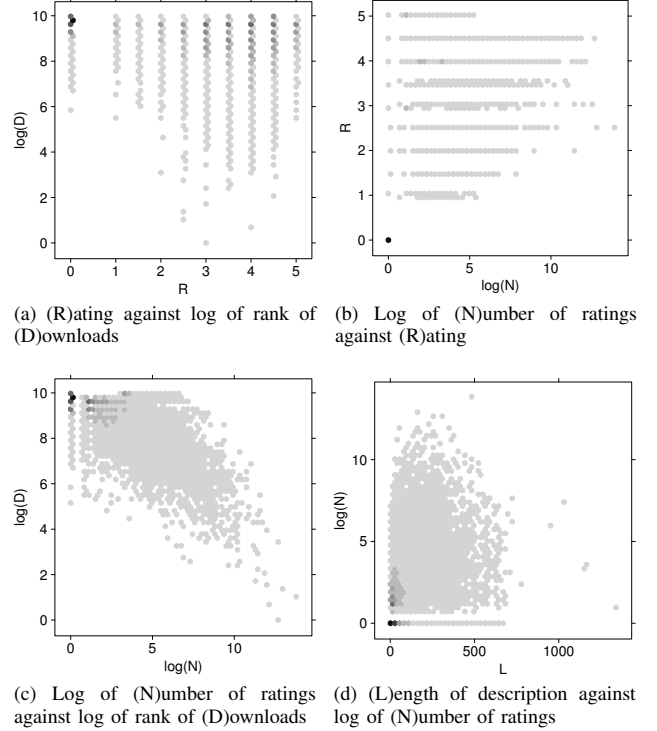 10
8
6
4
2
0
log(D)
0 1 2 3 4 5
R
(a) (R)ating against log of rank of
(D)ownloads
5
4
3
2
1
0
R
0 5 10
log(N)
(b) Log of (N)umber of ratings
against (R)ating
10
8
6
4
2
0
log(D)
0 5 10
log(N)
(c) Log of (N)umber of ratings
against log of rank of (D)ownloads
10
5
0
log(N)
0 500 1000
L
(d) (L)ength of description against
log of (N)umber of ratings